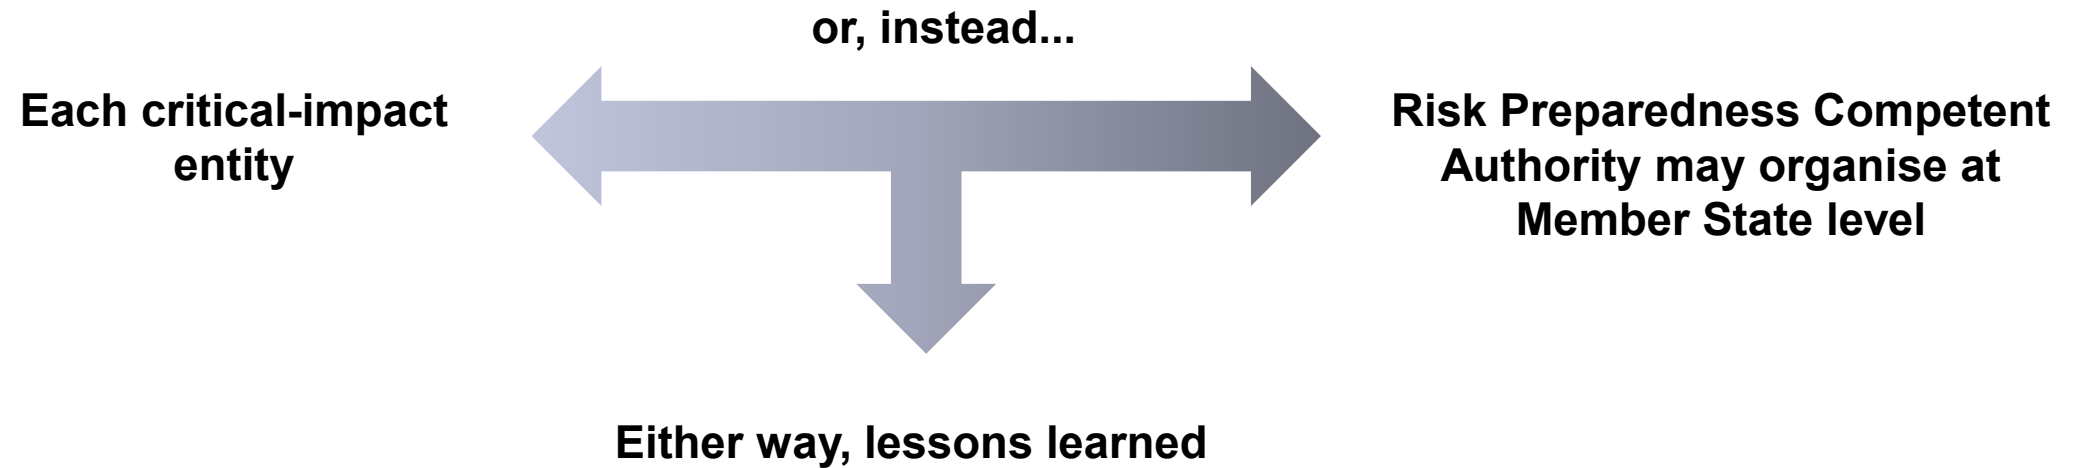 or, instead...
Each critical-impact
entity
Risk Preparedness Competent
Authority may organise at
Member State level
Either way, lessons learned